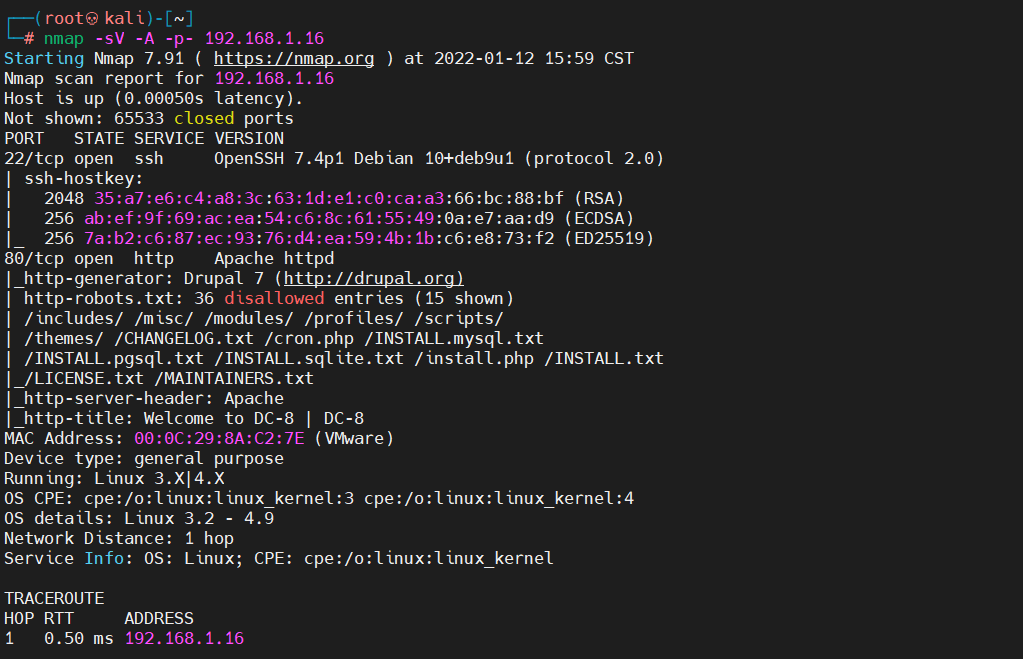 ┌──(root💀kali)-[~]
└─# nmap -sV -A -p- 192.168.1.16
Starting Nmap 7.91 ( https://nmap.org ) at 2022-01-12 15:59 CST
Nmap scan report for 192.168.1.16
Host is up (0.00050s latency).
Not shown: 65533 closed ports
PORT   STATE SERVICE VERSION
22/tcp open  ssh     OpenSSH 7.4p1 Debian 10+deb9u1 (protocol 2.0)
| ssh-hostkey:
|   2048 35:a7:e6:c4:a8:3c:63:1d:e1:c0:ca:a3:66:bc:88:bf (RSA)
|   256 ab:ef:9f:69:ac:ea:54:c6:8c:61:55:49:0a:e7:aa:d9 (ECDSA)
|_  256 7a:b2:c6:87:ec:93:76:d4:ea:59:4b:1b:c6:e8:73:f2 (ED25519)
80/tcp open  http    Apache httpd
|_http-generator: Drupal 7 (http://drupal.org)
| http-robots.txt: 36 disallowed entries (15 shown)
| /includes/ /misc/ /modules/ /profiles/ /scripts/
| /themes/ /CHANGELOG.txt /cron.php /INSTALL.mysql.txt
| /INSTALL.pgsql.txt /INSTALL.sqlite.txt /install.php /INSTALL.txt
|_/LICENSE.txt /MAINTAINERS.txt
|_http-server-header: Apache
|_http-title: Welcome to DC-8 | DC-8
MAC Address: 00:0C:29:8A:C2:7E (VMware)
Device type: general purpose
Running: Linux 3.X|4.X
OS CPE: cpe:/o:linux:linux_kernel:3 cpe:/o:linux:linux_kernel:4
OS details: Linux 3.2 - 4.9
Network Distance: 1 hop
Service Info: OS: Linux; CPE: cpe:/o:linux:linux_kernel

TRACEROUTE
HOP RTT     ADDRESS
1   0.50 ms 192.168.1.16